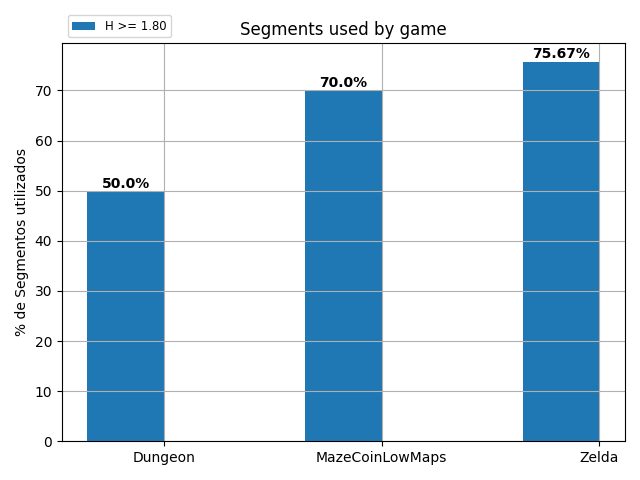 H >= 1.80
Segments used by game
% de Segmentos utilizados
70
60
50
40
30
20
10
0
50.0%
70.0%
75.67%
Dungeon
MazeCoinLowMaps
Zelda